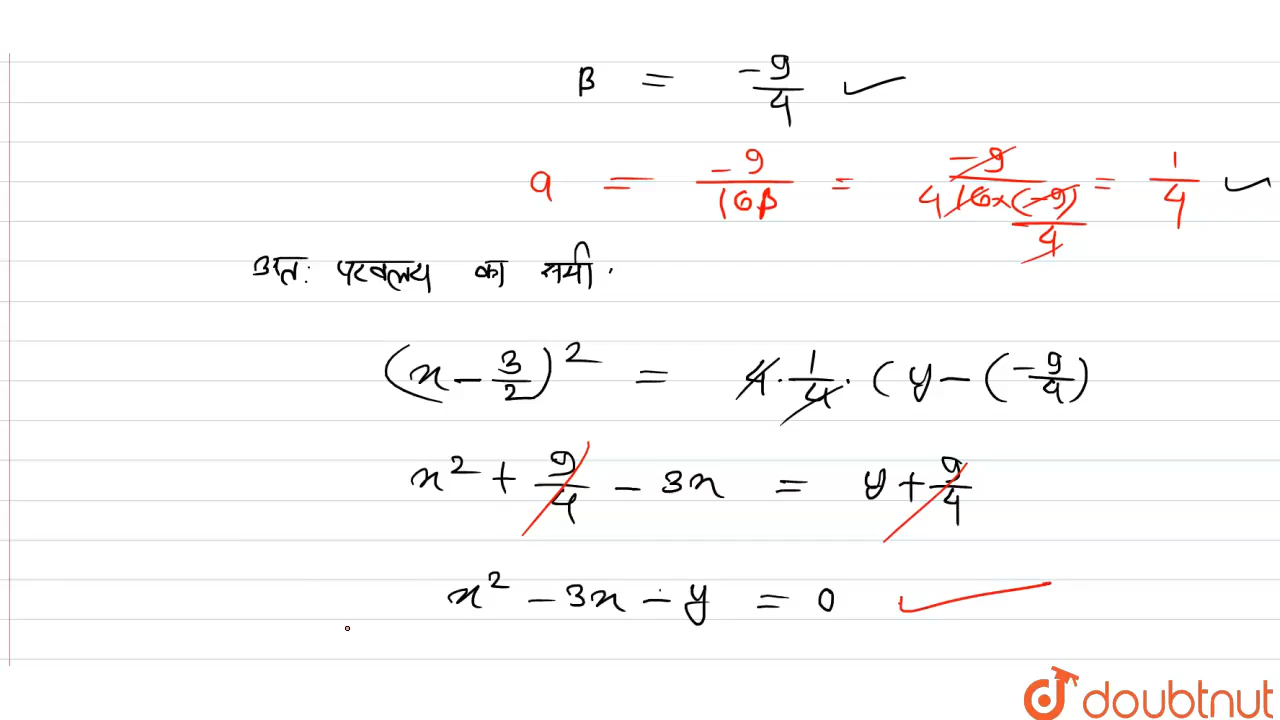 β = -9/4 ✓
a = -9/16β = -9/(16×(-9)/4) 4 = 1/4 ✓
अतः परवलय का समी·
(x - 3/2)² = 4·1/4·(y - (-9/4)
x² + 9/4 - 3x = y + 9/4
x² - 3x - y = 0 ✓
doubtnut